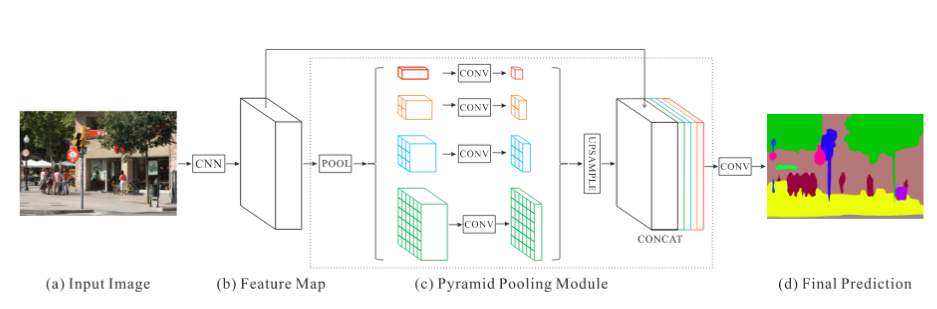 CNN
POOL
CONV
CONV
CONV
CONV
UPSAMPLE
CONCAT
CONV
(a) Input Image
(b) Feature Map
(c) Pyramid Pooling Module
(d) Final Prediction